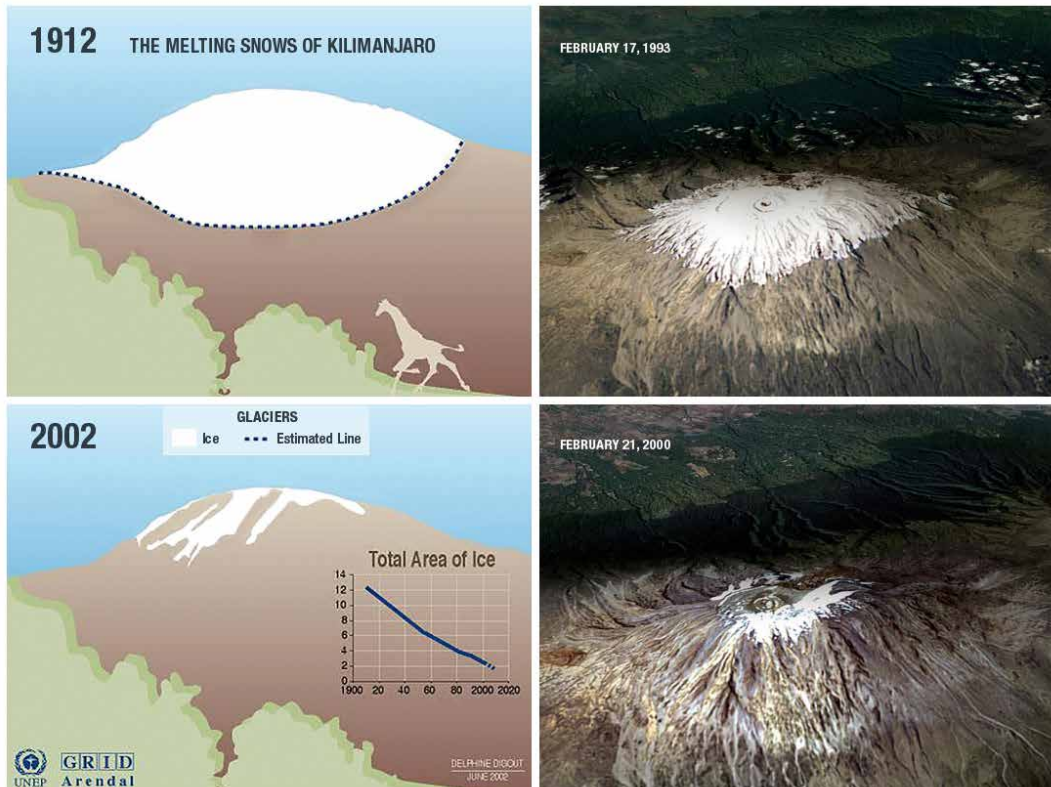 1912
THE MELTING SNOWS OF KILIMANJARO
FEBRUARY 17, 1993
2002
GLACIERS
Ice
Estimated Line
Total Area of Ice
14
12
10
8
6
4
2
0
1900 20 40 60 80 2000 2020
UNEP
GRID
Arendal
DELPHINE DIGOUT
JUNE 2002
FEBRUARY 21, 2000